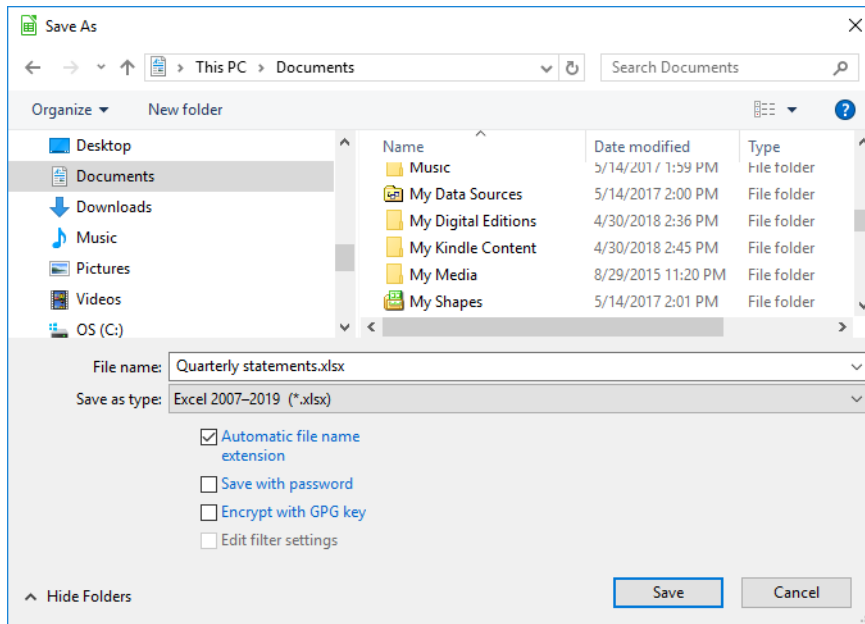 Save As
This PC > Documents
Search Documents
Organize
New folder
?
Desktop
Documents
Downloads
Music
Pictures
Videos
OS (C:)
Name Date modified Type
Music 5/14/2017 1:59 PM File folder
My Data Sources 5/14/2017 2:00 PM File folder
My Digital Editions 4/30/2018 2:36 PM File folder
My Kindle Content 4/30/2018 2:45 PM File folder
My Media 8/29/2015 11:20 PM File folder
My Shapes 5/14/2017 2:01 PM File folder
File name: Quarterly statements.xlsx
Save as type: Excel 2007–2019 (*.xlsx)
Automatic file name
extension
Save with password
Encrypt with GPG key
Edit filter settings
Hide Folders
Save
Cancel